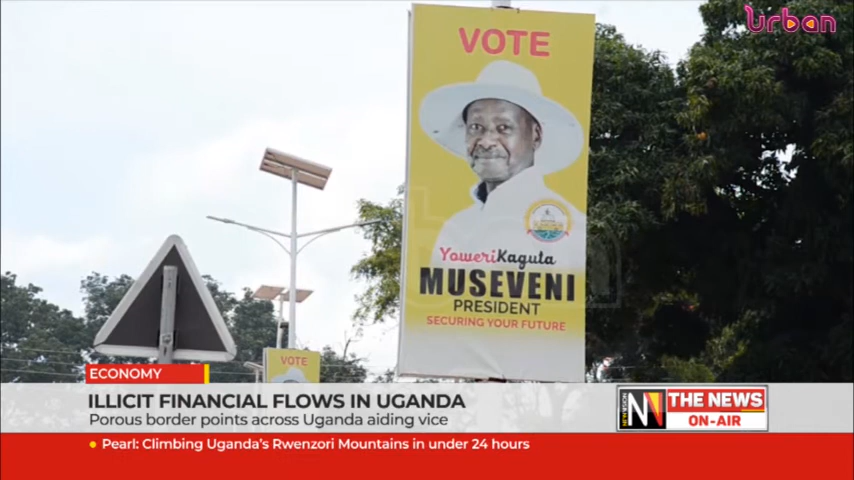 urban
VOTE
YoweriKaguta
MUSEVENI
PRESIDENT
SECURING YOUR FUTURE
VOTE
ECONOMY
ILLICIT FINANCIAL FLOWS IN UGANDA
Porous border points across Uganda aiding vice
THE NEWS
ON-AIR
Pearl: Climbing Uganda's Rwenzori Mountains in under 24 hours